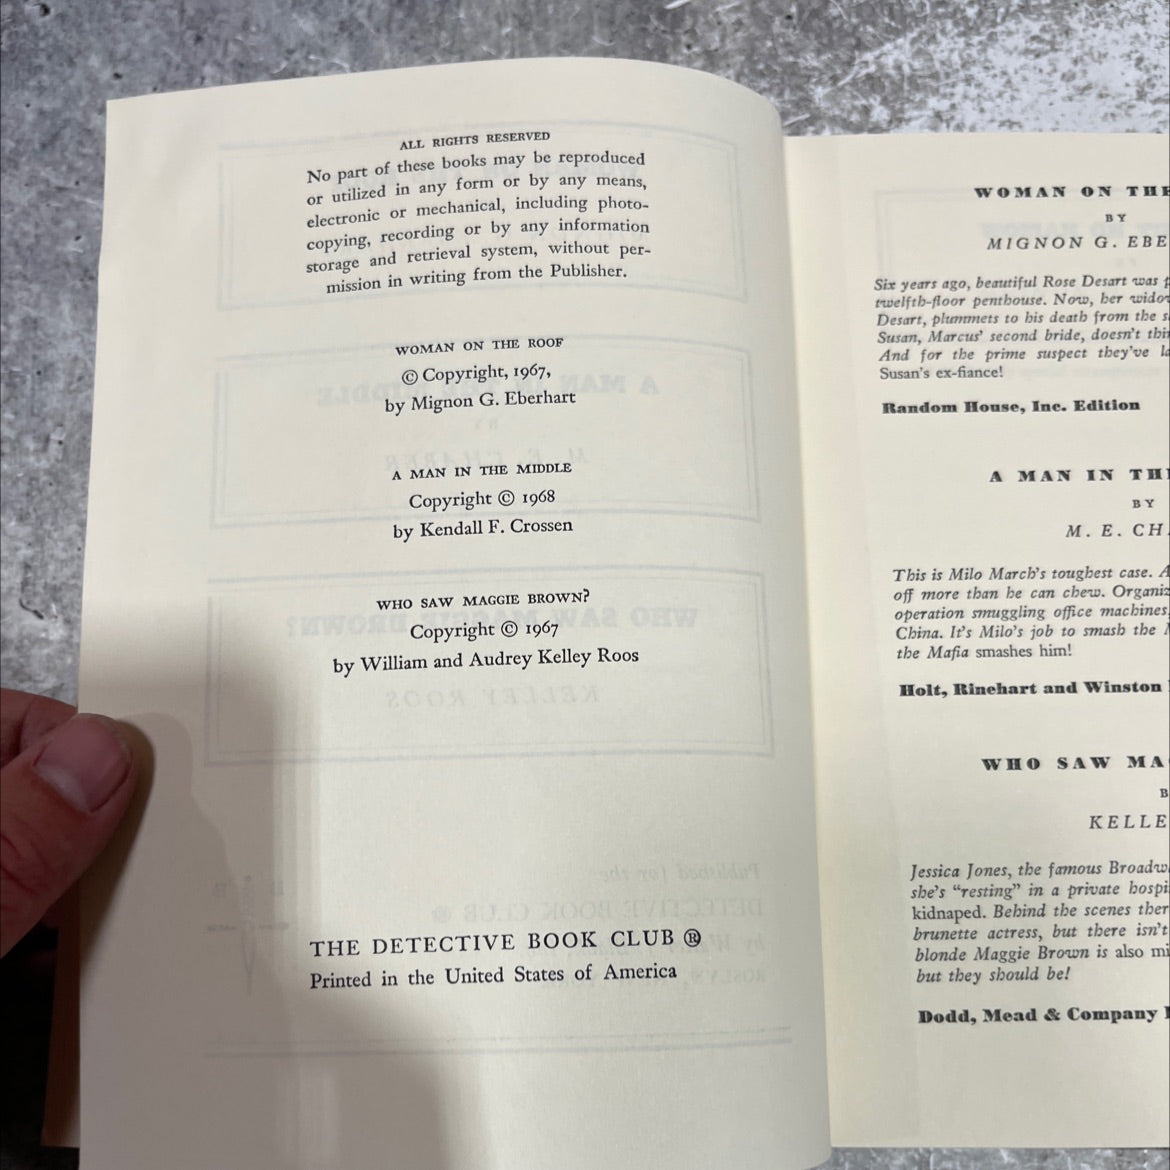 ALL RIGHTS RESERVED
No part of these books may be reproduced
or utilized in any form or by any means,
electronic or mechanical, including photo-
copying, recording or by any information
storage and retrieval system, without per-
mission in writing from the Publisher.
WOMAN ON THE ROOF
© Copyright, 1967,
by Mignon G. Eberhart
A MAN IN THE MIDDLE
Copyright © 1968
by Kendall F. Crossen
WHO SAW MAGGIE BROWN?
Copyright © 1967
by William and Audrey Kelley Roos
THE DETECTIVE BOOK CLUB ®
Printed in the United States of America
WOMAN ON THE
BY
MIGNON G. EBE
Six years ago, beautiful Rose Desart was
twelfth-floor penthouse. Now, her wido
Desart, plummets to his death from the s
Susan, Marcus' second bride, doesn't thi
And for the prime suspect they've la
Susan's ex-fiance!
Random House, Inc. Edition
A MAN IN TH
BY
M. E. CH
This is Milo March's toughest case. A
off more than he can chew. Organiz
operation smuggling office machines
China. It's Milo's job to smash the
the Mafia smashes him!
Holt, Rinehart and Winston
WHO SAW MA
B
KELLE
Jessica Jones, the famous Broadw
she's "resting" in a private hospi
kidnaped. Behind the scenes ther
brunette actress, but there isn't
blonde Maggie Brown is also mi
but they should be!
Dodd, Mead & Company